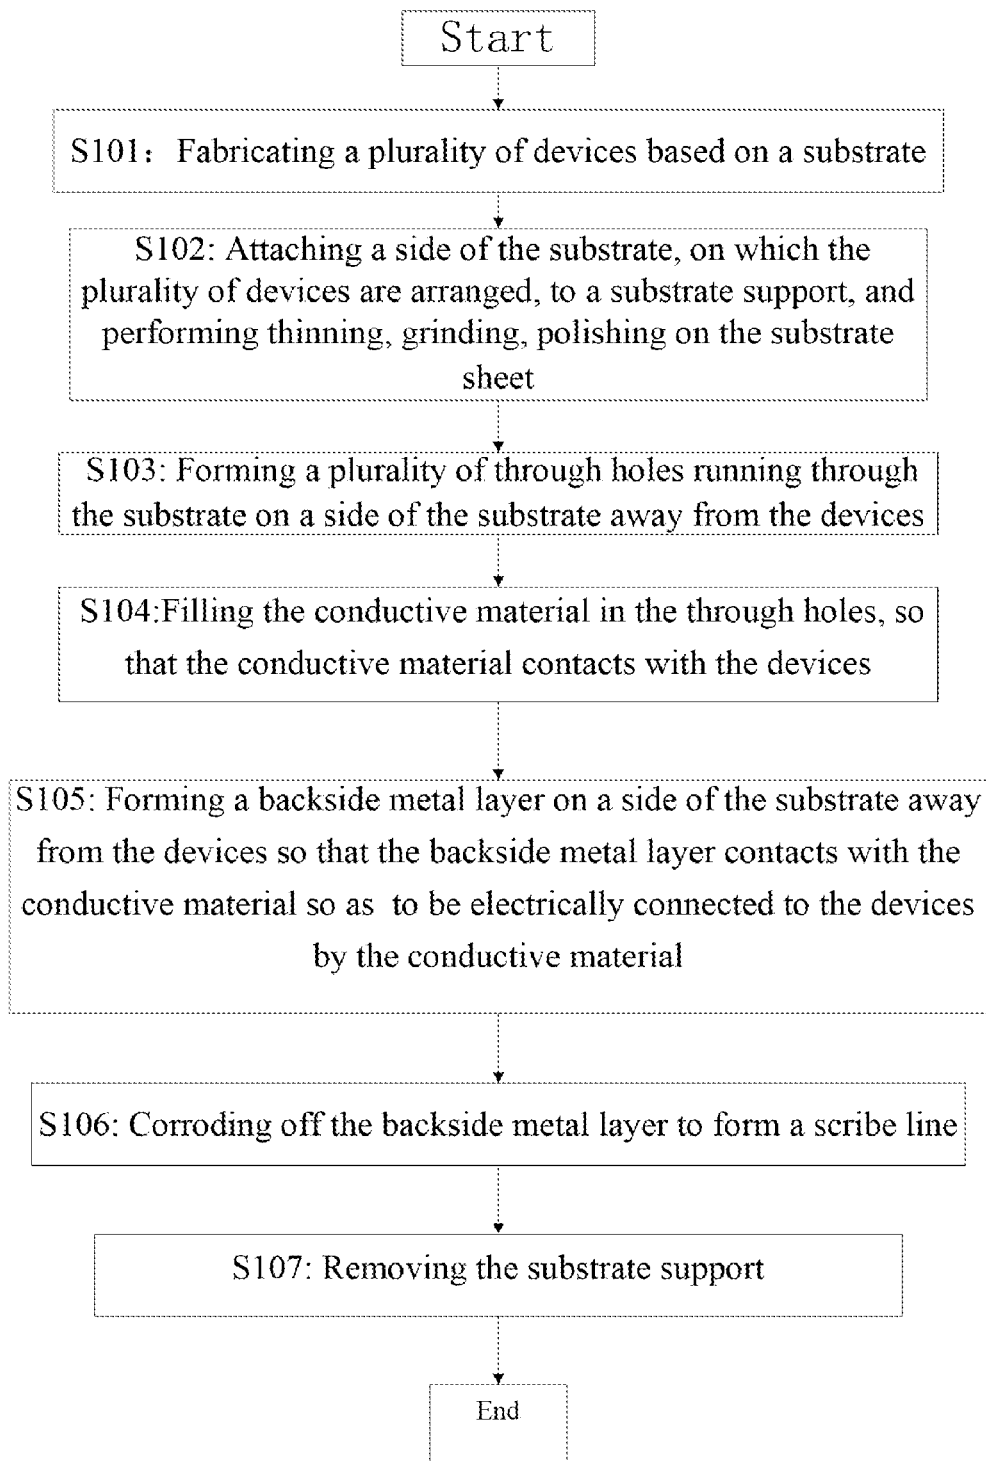 Start
S101：Fabricating a plurality of devices based on a substrate
S102: Attaching a side of the substrate, on which the
plurality of devices are arranged, to a substrate support, and
performing thinning, grinding, polishing on the substrate
sheet
S103: Forming a plurality of through holes running through
the substrate on a side of the substrate away from the devices
S104:Filling the conductive material in the through holes, so
that the conductive material contacts with the devices
S105: Forming a backside metal layer on a side of the substrate away
from the devices so that the backside metal layer contacts with the
conductive material so as to be electrically connected to the devices
by the conductive material
S106: Corroding off the backside metal layer to form a scribe line
S107: Removing the substrate support
End